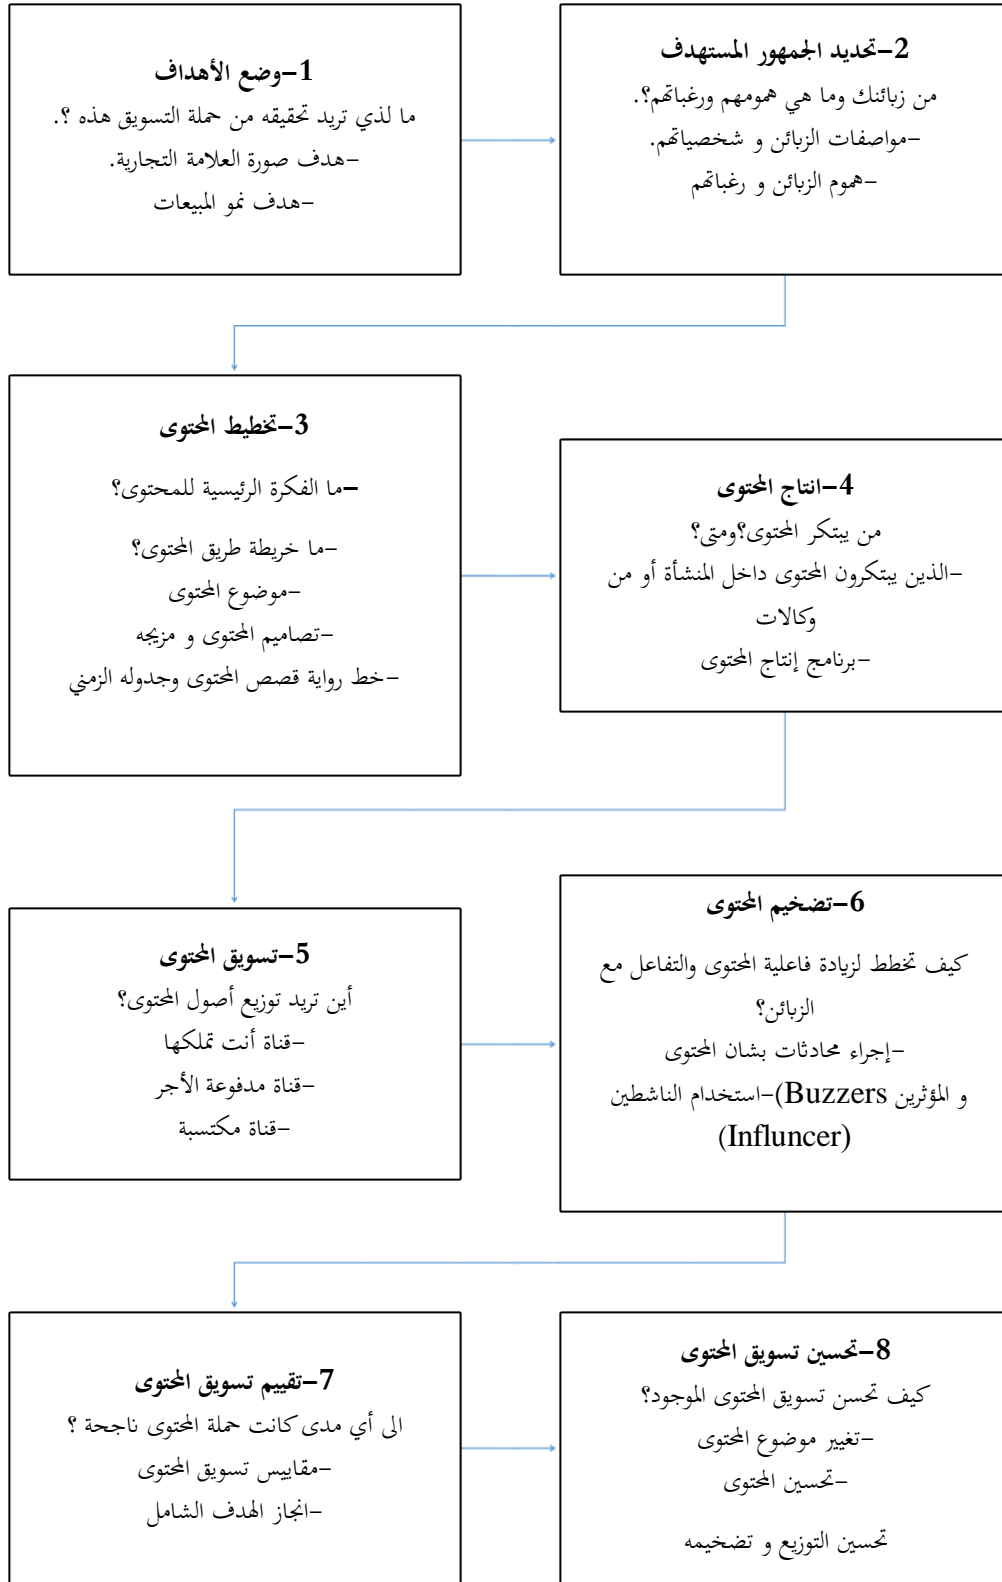 1-وضع الأهداف
ما لذي تريد تحقيقه من حملة التسويق هذه ؟.
-هدف صورة العلامة التجارية.
-هدف نمو المبيعات
2-تحديد الجمهور المستهدف
من زبائنك وما هي همومهم ورغباتهم؟.
-مواصفات الزبائن و شخصياتهم.
-هموم الزبائن و رغباتهم
3-تخطيط المحتوى
-ما الفكرة الرئيسية للمحتوى؟
-ما خريطة طريق المحتوى؟
-موضوع المحتوى
-تصاميم المحتوى و مزيجه
-خط رواية قصص المحتوى وجدوله الزمني
4-انتاج المحتوى
من يبتكر المحتوى؟ومتى؟
-الذين يبتكرون المحتوى داخل المنشأة أو من
وكالات
-برنامج إنتاج المحتوى
5-تسويق المحتوى
أين تريد توزيع أصول المحتوى؟
-قناة أنت تملكها
-قناة مدفوعة الأجر
-قناة مكتسبة
6-تضخيم المحتوى
كيف تخطط لزيادة فاعلية المحتوى والتفاعل مع
الزبائن؟
-إجراء محادثات بشان المحتوى
-استخدام الناشطين (Buzzers و المؤثرين
(Influncer)
7-تقييم تسويق المحتوى
الى أي مدى كانت حملة المحتوى ناجحة ؟
-مقاييس تسويق المحتوى
-انجاز الهدف الشامل
8-تحسين تسويق المحتوى
كيف تحسن تسويق المحتوى الموجود؟
-تغيير موضوع المحتوى
-تحسين المحتوى
تحسين التوزيع و تضخيمه